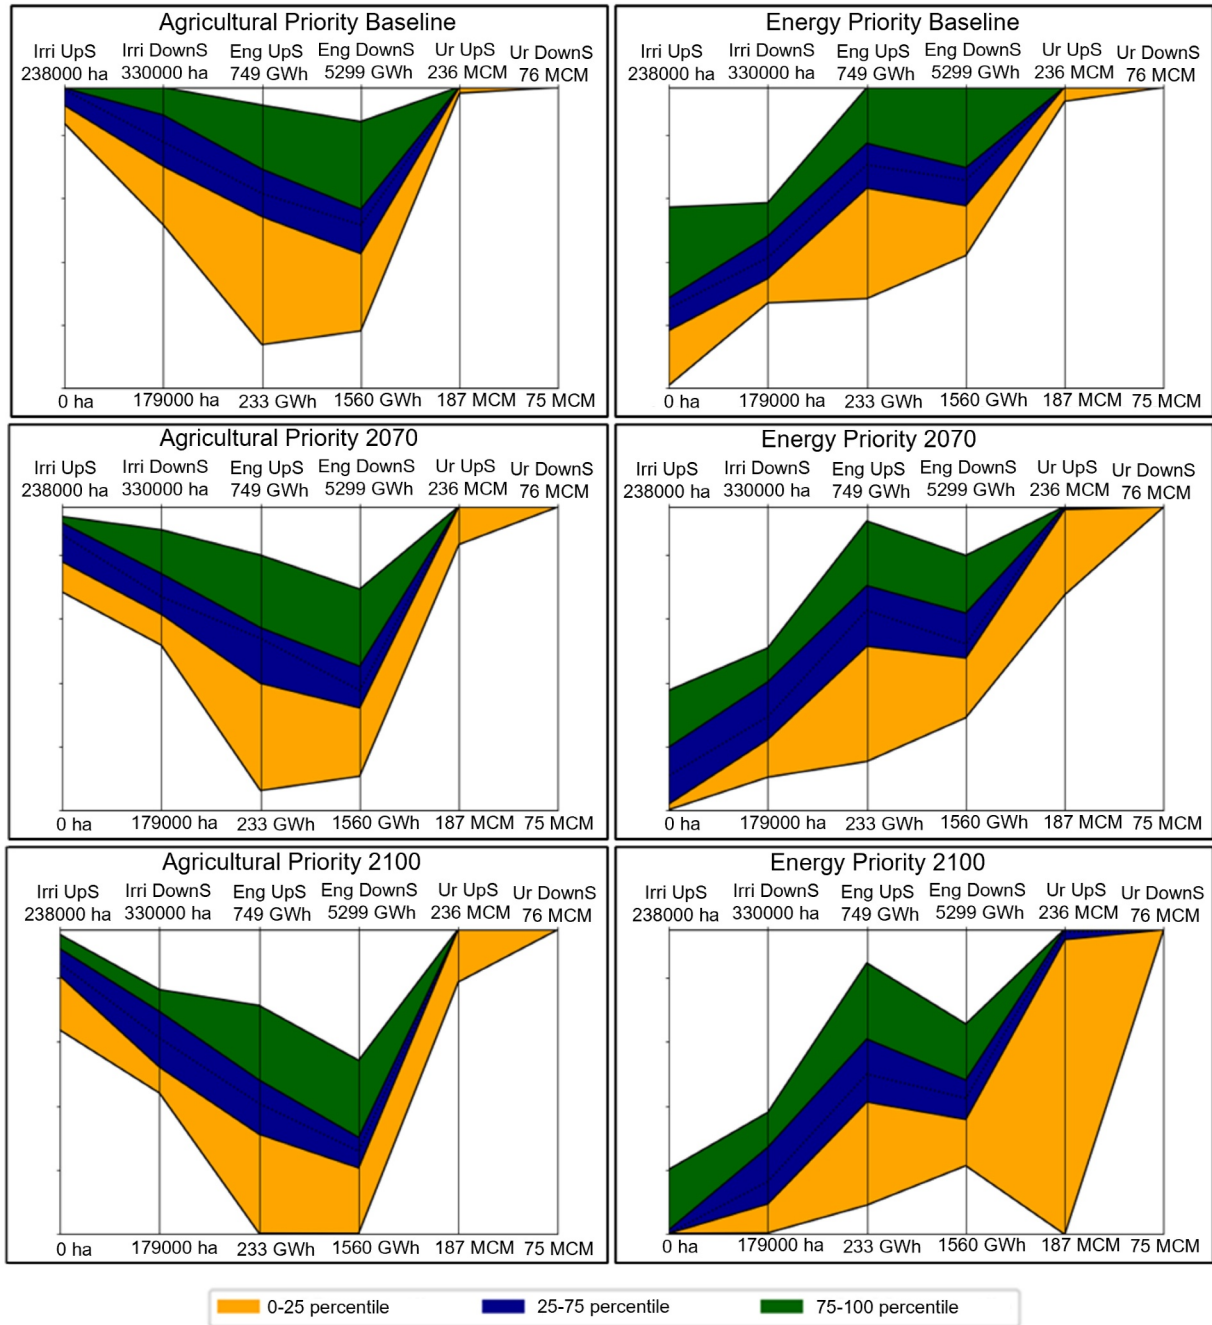 Agricultural Priority Baseline
Irri UpS Irri DownS Eng UpS Eng DownS Ur UpS Ur DownS
238000 ha 330000 ha 749 GWh 5299 GWh 236 MCM 76 MCM
0 ha 179000 ha 233 GWh 1560 GWh 187 MCM 75 MCM
Energy Priority Baseline
Irri UpS Irri DownS Eng UpS Eng DownS Ur UpS Ur DownS
238000 ha 330000 ha 749 GWh 5299 GWh 236 MCM 76 MCM
0 ha 179000 ha 233 GWh 1560 GWh 187 MCM 75 MCM
Agricultural Priority 2070
Irri UpS Irri DownS Eng UpS Eng DownS Ur UpS Ur DownS
238000 ha 330000 ha 749 GWh 5299 GWh 236 MCM 76 MCM
0 ha 179000 ha 233 GWh 1560 GWh 187 MCM 75 MCM
Energy Priority 2070
Irri UpS Irri DownS Eng UpS Eng DownS Ur UpS Ur DownS
238000 ha 330000 ha 749 GWh 5299 GWh 236 MCM 76 MCM
0 ha 179000 ha 233 GWh 1560 GWh 187 MCM 75 MCM
Agricultural Priority 2100
Irri UpS Irri DownS Eng UpS Eng DownS Ur UpS Ur DownS
238000 ha 330000 ha 749 GWh 5299 GWh 236 MCM 76 MCM
0 ha 179000 ha 233 GWh 1560 GWh 187 MCM 75 MCM
Energy Priority 2100
Irri UpS Irri DownS Eng UpS Eng DownS Ur UpS Ur DownS
238000 ha 330000 ha 749 GWh 5299 GWh 236 MCM 76 MCM
0 ha 179000 ha 233 GWh 1560 GWh 187 MCM 75 MCM
0-25 percentile 25-75 percentile 75-100 percentile